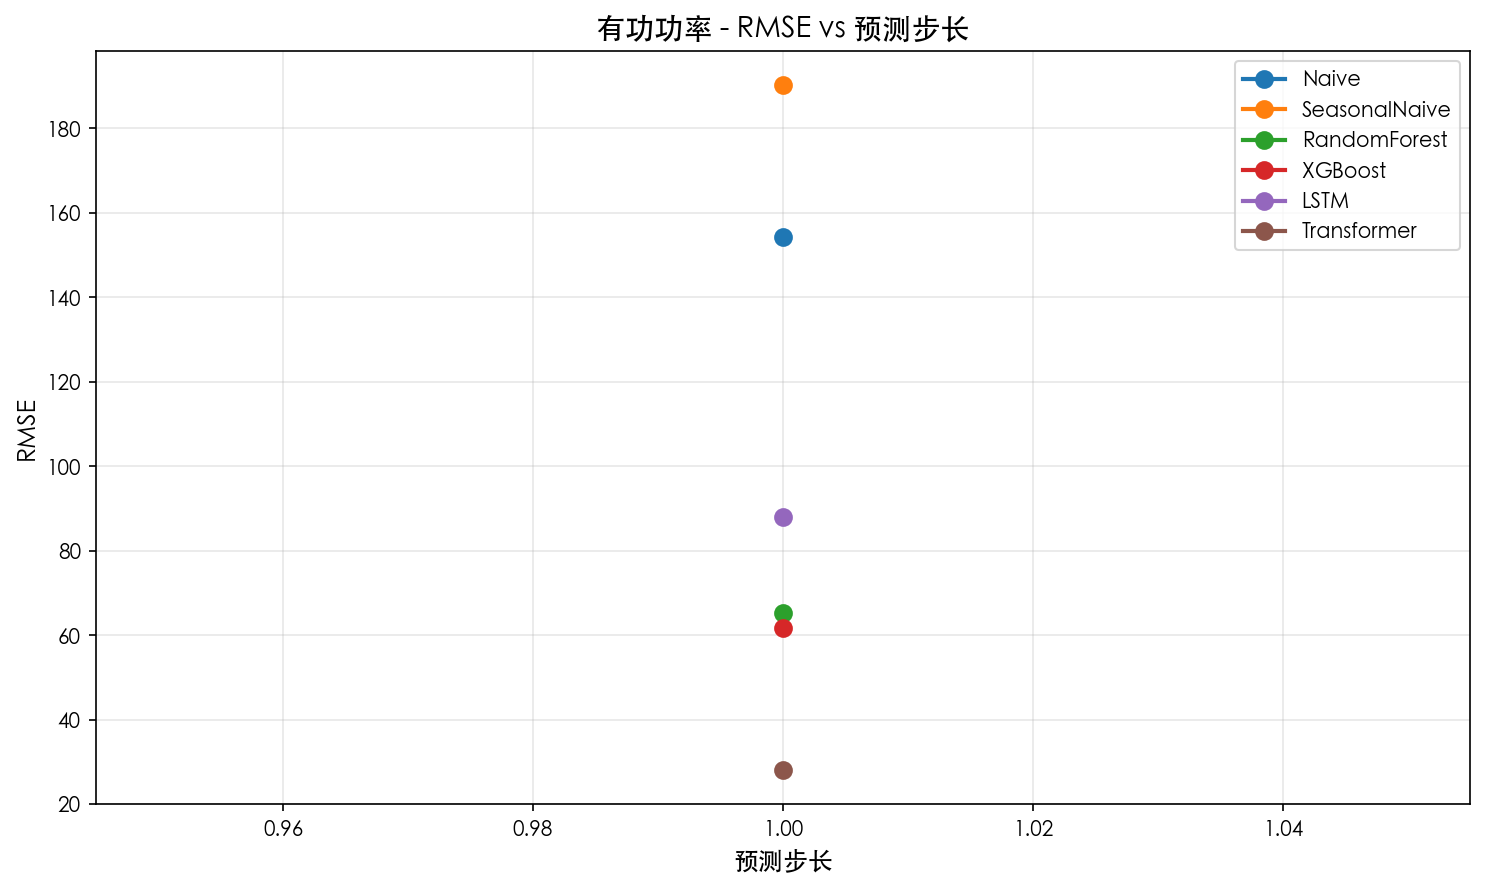 有功功率 - RMSE vs 预测步长
Naive
SeasonalNaive
RandomForest
XGBoost
LSTM
Transformer
RMSE
180
160
140
120
100
80
60
40
20
0.96
0.98
1.00
1.02
1.04
预测步长